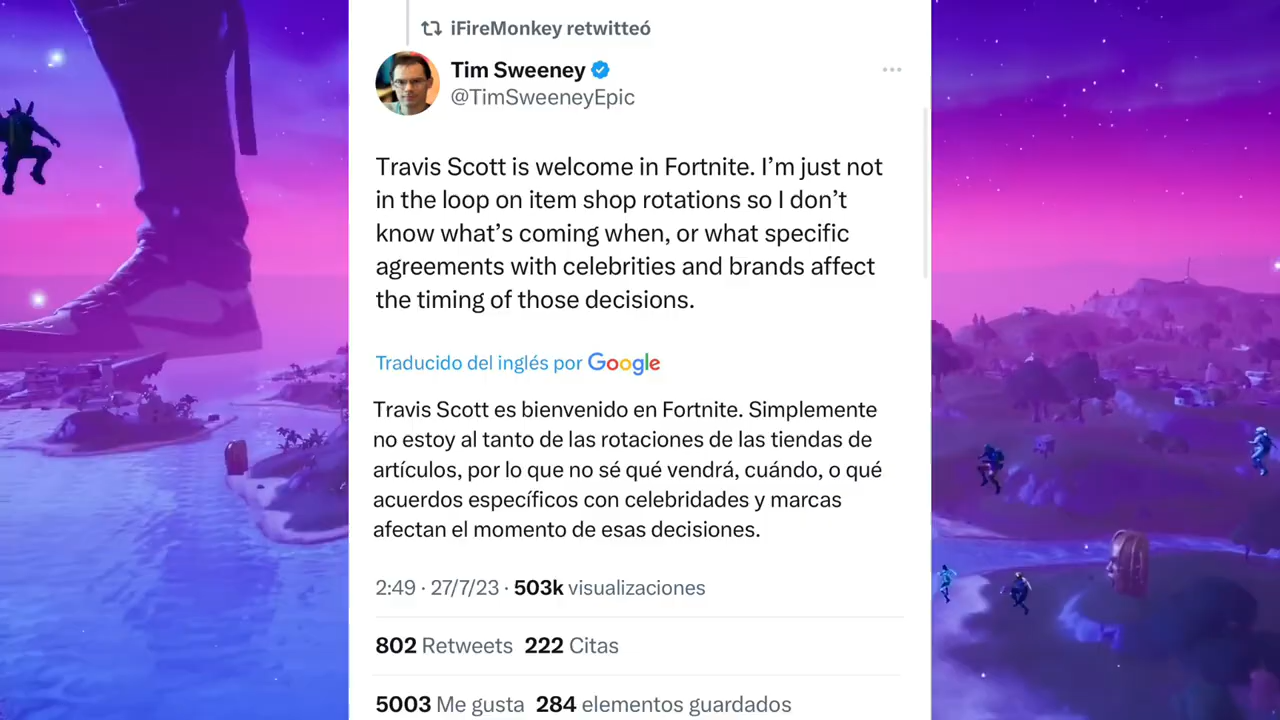 iFireMonkey retwitteó
Tim Sweeney
@TimSweeneyEpic
Travis Scott is welcome in Fortnite. I’m just not
in the loop on item shop rotations so I don’t
know what’s coming when, or what specific
agreements with celebrities and brands affect
the timing of those decisions.
Traducido del inglés por Google
Travis Scott es bienvenido en Fortnite. Simplemente
no estoy al tanto de las rotaciones de las tiendas de
artículos, por lo que no sé qué vendrá, cuándo, o qué
acuerdos específicos con celebridades y marcas
afectan el momento de esas decisiones.
2:49 · 27/7/23 · 503k visualizaciones
802 Retweets 222 Citas
5003 Me gusta 284 elementos guardados